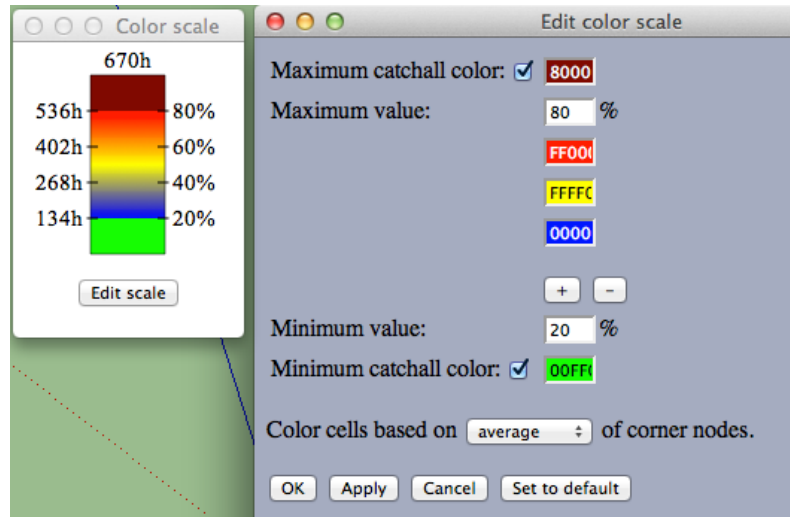 Color scale
670h
536h 80%
402h 60%
268h 40%
134h 20%
Edit scale
Edit color scale
Maximum catchall color: 8000
Maximum value: 80 %
FF00
FFFF
0000
+ -
Minimum value: 20 %
Minimum catchall color: 00FF
Color cells based on average of corner nodes.
OK Apply Cancel Set to default